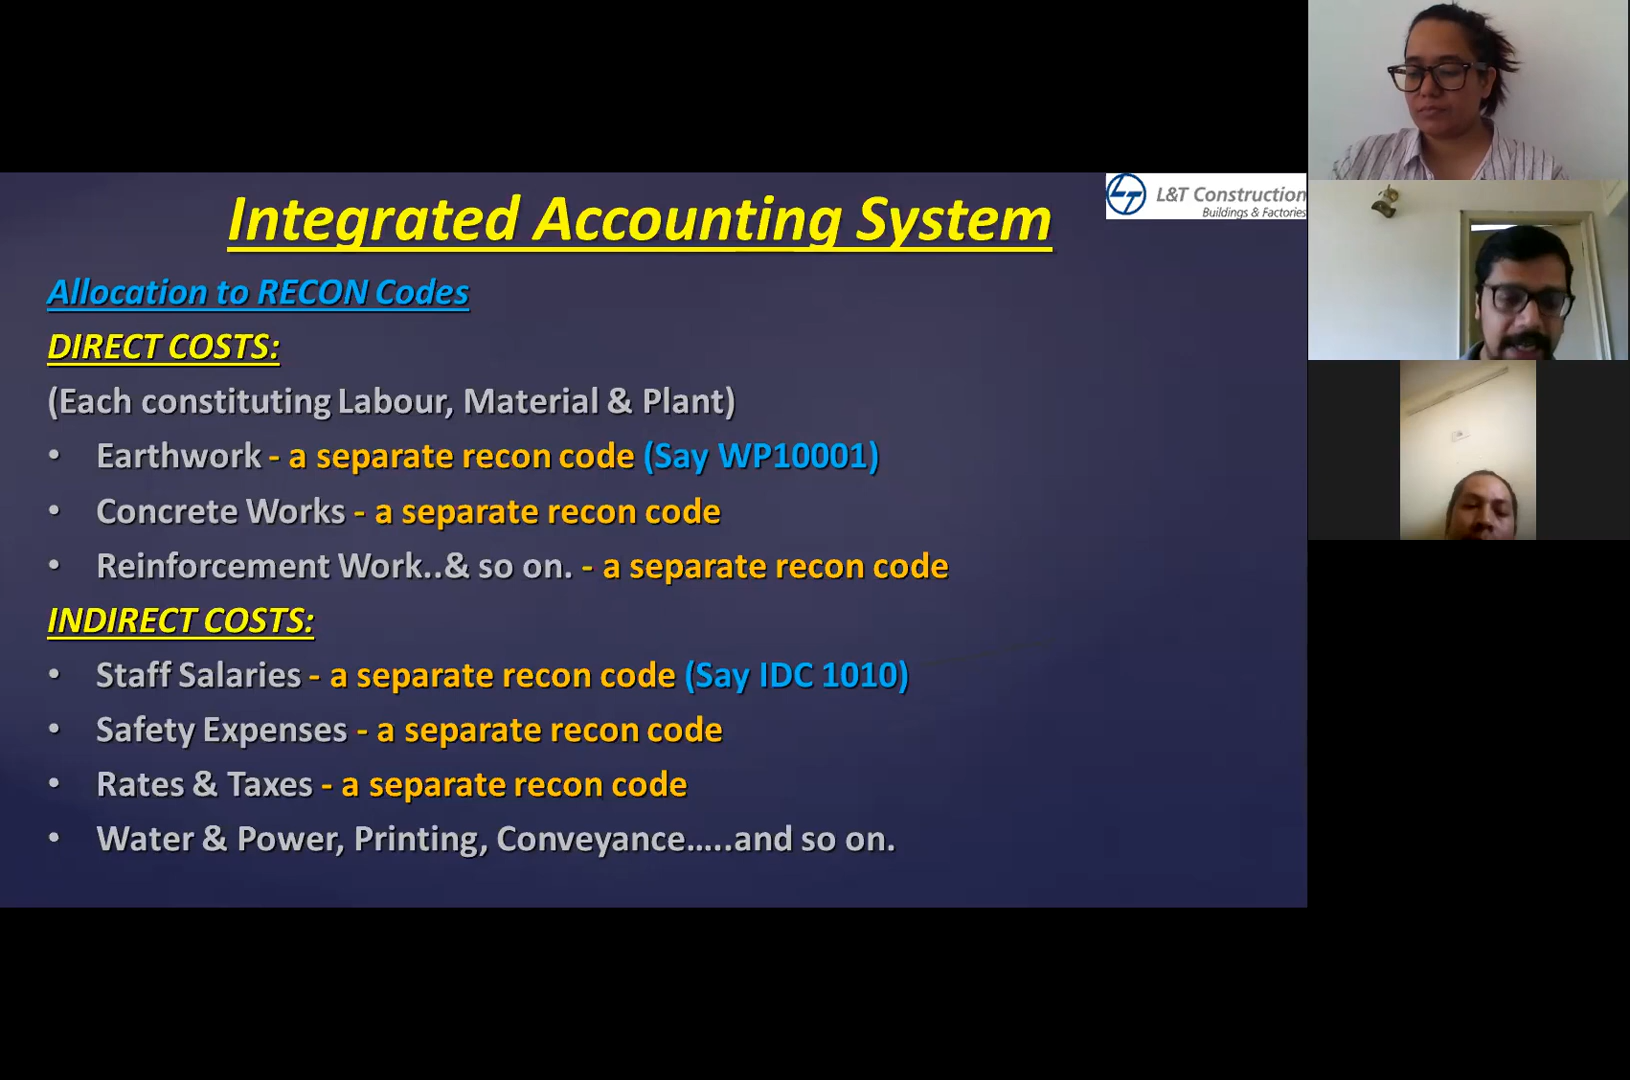 Integrated Accounting System
L&T Construction
Buildings & Factories
Allocation to RECON Codes
DIRECT COSTS:
(Each constituting Labour, Material & Plant)
• Earthwork - a separate recon code (Say WP10001)
• Concrete Works - a separate recon code
• Reinforcement Work..& so on. - a separate recon code
INDIRECT COSTS:
• Staff Salaries - a separate recon code (Say IDC 1010)
• Safety Expenses - a separate recon code
• Rates & Taxes - a separate recon code
• Water & Power, Printing, Conveyance…..and so on.